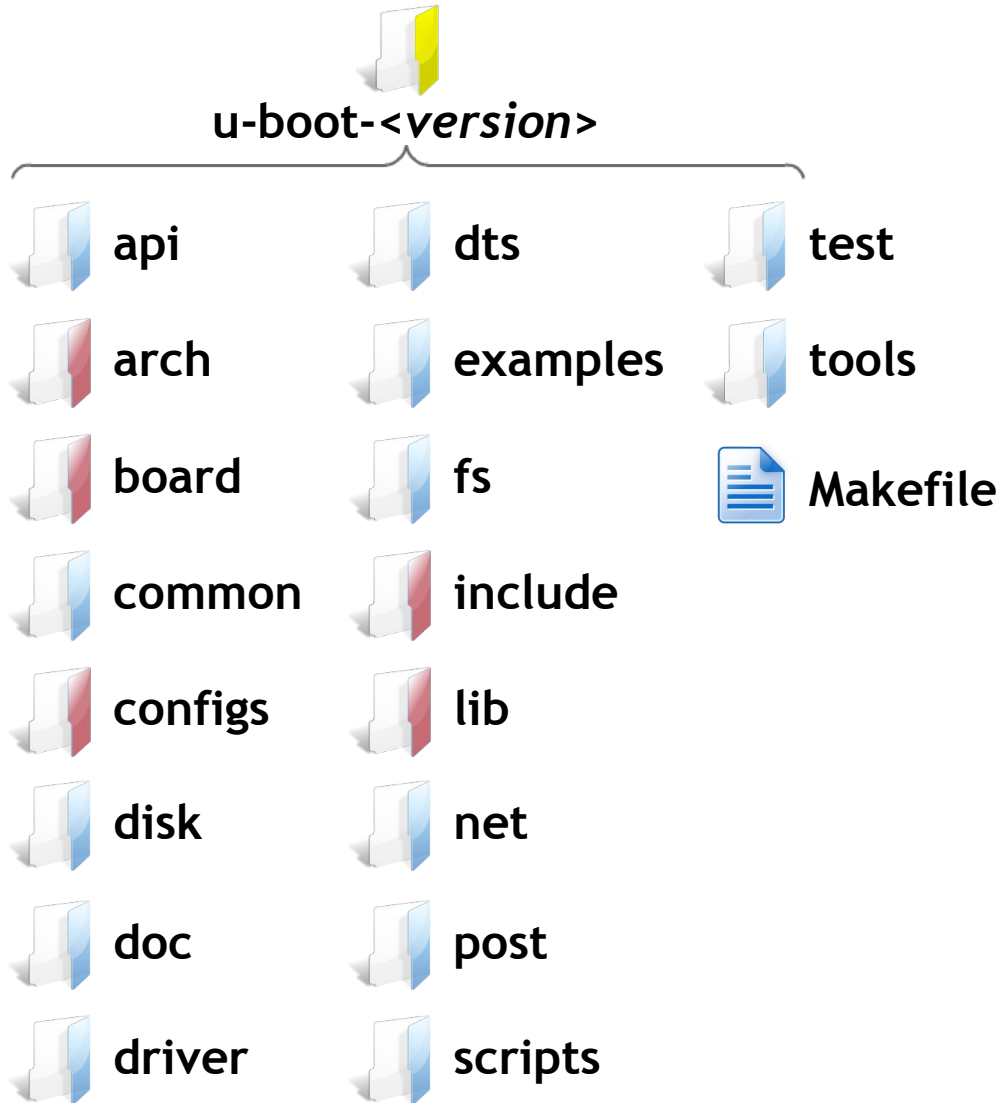 u-boot-<version>
api
arch
board
common
configs
disk
doc
driver
dts
examples
fs
include
lib
net
post
scripts
test
tools
Makefile